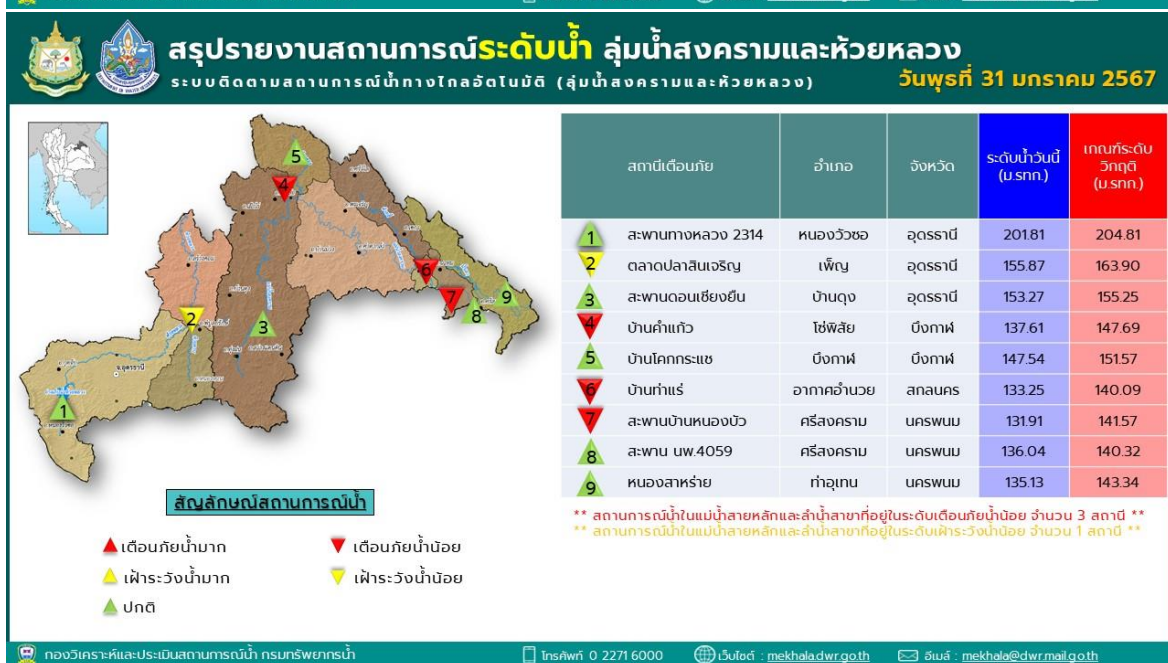 สรุปรายงานสถานการณ์ระดับน้ำ ลุ่มน้ำสงครามและห้วยหลวง
ระบบติดตามสถานการณ์น้ำทางไกลอัตโนมัติ (ลุ่มน้ำสงครามและห้วยหลวง)
วันพุธที่ 31 มกราคม 2567
สถานีเตือนภัย อำเภอ จังหวัด ระดับน้ำวันนี้ (ม.รทก.) เกณฑ์ระดับวิกฤติ (ม.รทก.)
1 สะพานทางหลวง 2314 หนองวัวซอ อุดรธานี 201.81 204.81
2 ตลาดปลาสินเจริญ เพ็ญ อุดรธานี 155.87 163.90
3 สะพานดอนเชียงยืน บ้านดุง อุดรธานี 153.27 155.25
4 บ้านคำแก้ว โซ่พิสัย บึงกาฬ 137.61 147.69
5 บ้านโคกกระแซ บึงกาฬ บึงกาฬ 147.54 151.57
6 บ้านท่าแร่ อากาศอำนวย สกลนคร 133.25 140.09
7 สะพานบ้านหนองบัว ศรีสงคราม นครพนม 131.91 141.57
8 สะพาน นพ.4059 ศรีสงคราม นครพนม 136.04 140.32
9 หนองสาหร่าย ท่าอุเทน นครพนม 135.13 143.34
** สถานการณ์น้ำในแม่น้ำสายหลักและลำน้ำสาขาที่อยู่ในระดับเตือนภัยน้ำน้อย จำนวน 3 สถานี **
** สถานการณ์น้ำในแม่น้ำสายหลักและลำน้ำสาขาที่อยู่ในระดับเฝ้าระวังน้ำน้อย จำนวน 1 สถานี **
5
4
6
7
8
9
2
3
อ.อุดรธานี
1
สัญลักษณ์สถานการณ์น้ำ
เตือนภัยน้ำมาก เตือนภัยน้ำน้อย
เฝ้าระวังน้ำมาก เฝ้าระวังน้ำน้อย
ปกติ
กองวิเคราะห์และประเมินสถานการณ์น้ำ กรมทรัพยากรน้ำ โทรศัพท์ 0 2271 6000 เว็บไซต์ : mekhala.dwr.go.th อีเมล์ : mekhala@dwr.mail.go.th